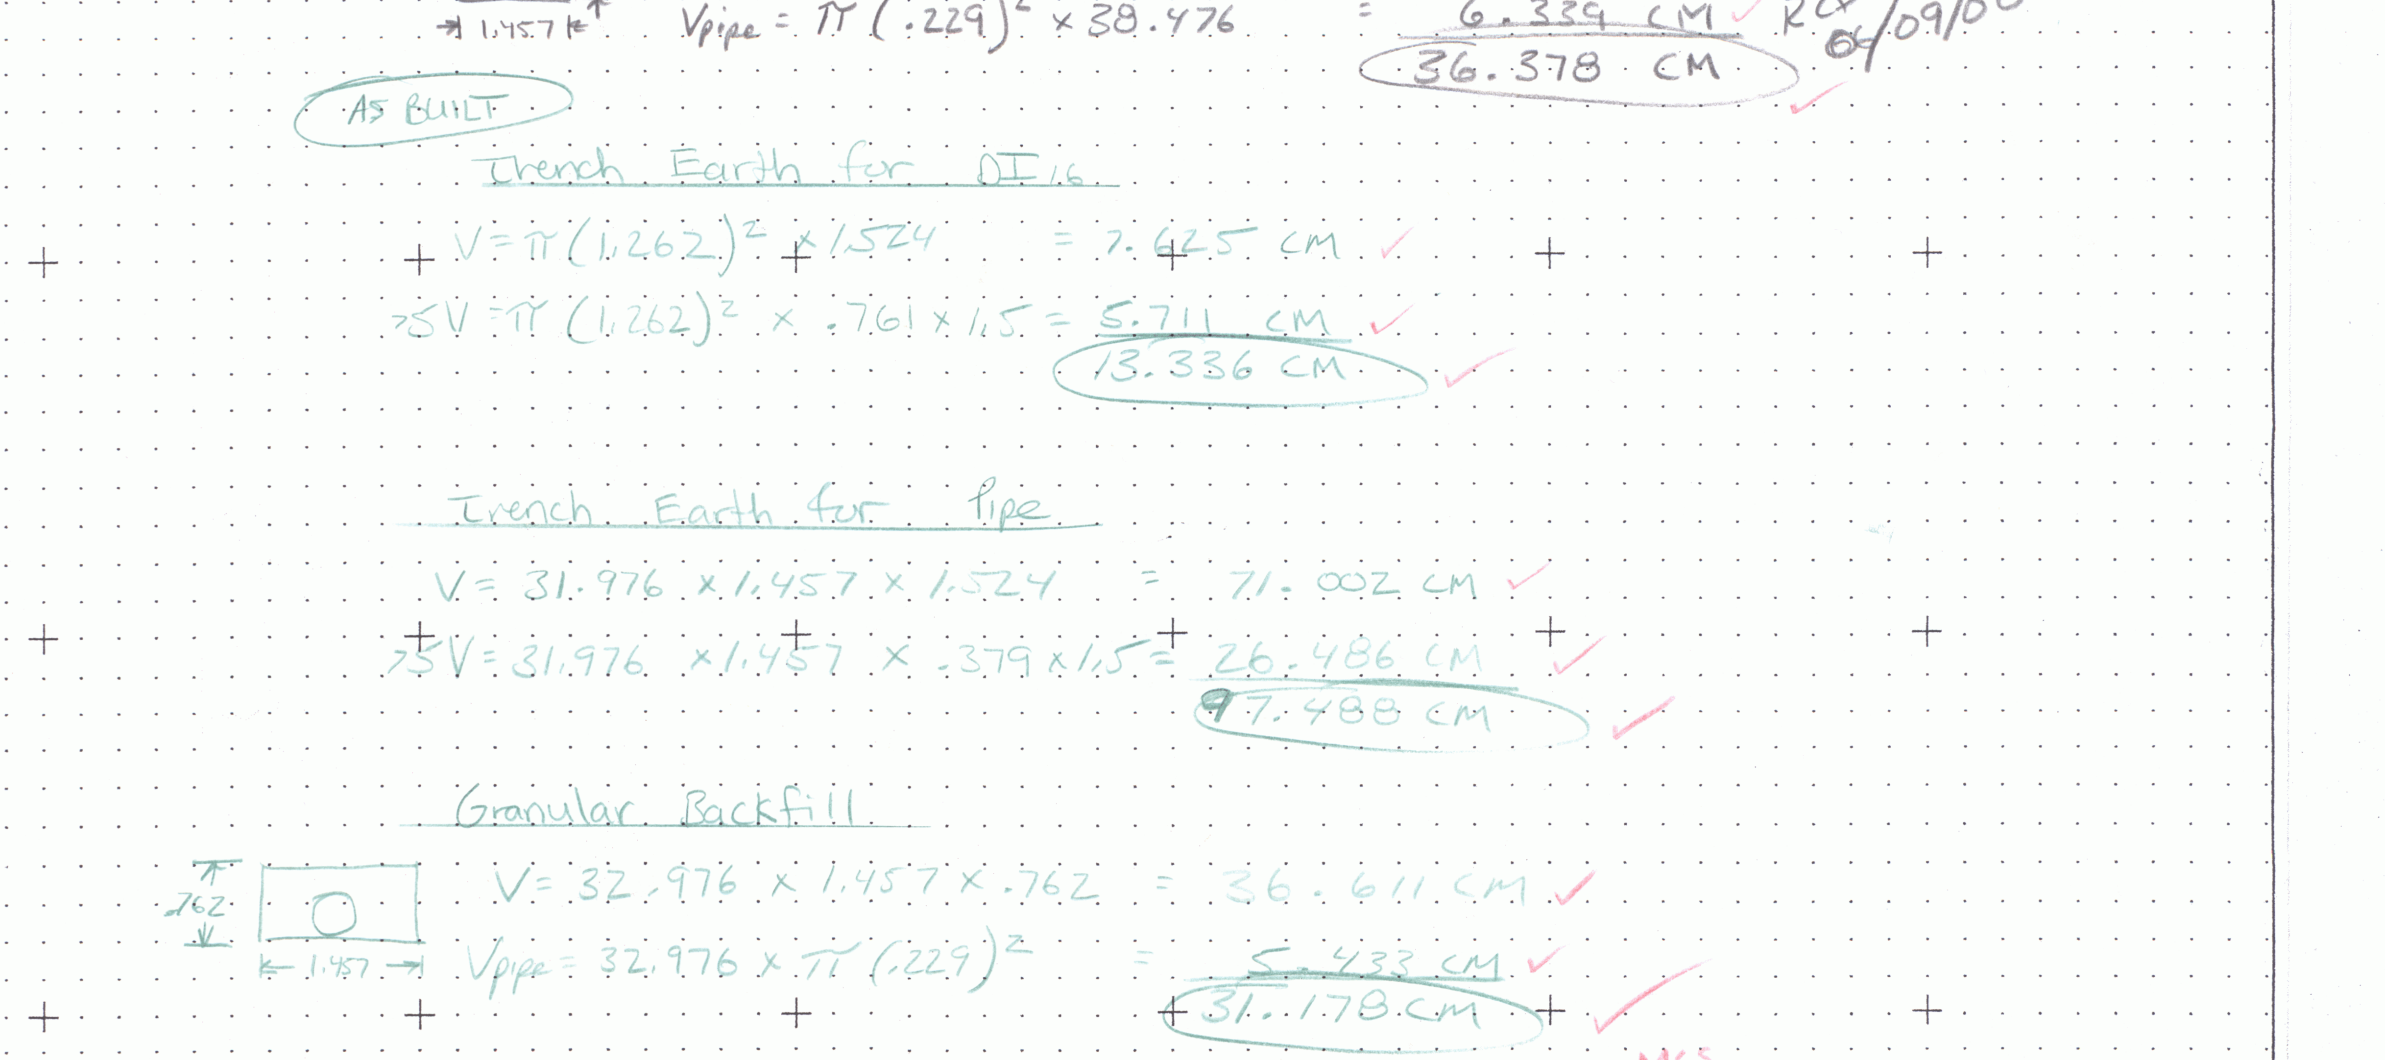 →| 1.457 |← Vpipe = π (.229)² × 38.476 = 6.339 CM ✓
36.378 CM ✓
AS BUILT
Trench Earth for DI 16
V = π (1.262)² × 1.524 = 7.625 CM ✓
>5 V = π (1.262)² × .761 × 1.5 = 5.711 CM ✓
13.336 CM ✓
Trench Earth for Pipe
V = 31.976 × 1.457 × 1.524 = 71.002 CM ✓
>5 V = 31.976 × 1.457 × .379 × 1.5 = 26.486 CM ✓
97.488 CM ✓
Granular Backfill
V = 32.976 × 1.457 × .762 = 36.611 CM ✓
.762
Vpipe = 32.976 × π (.229)² = 5.433 CM ✓
|← 1.457 →|
31.178 CM ✓